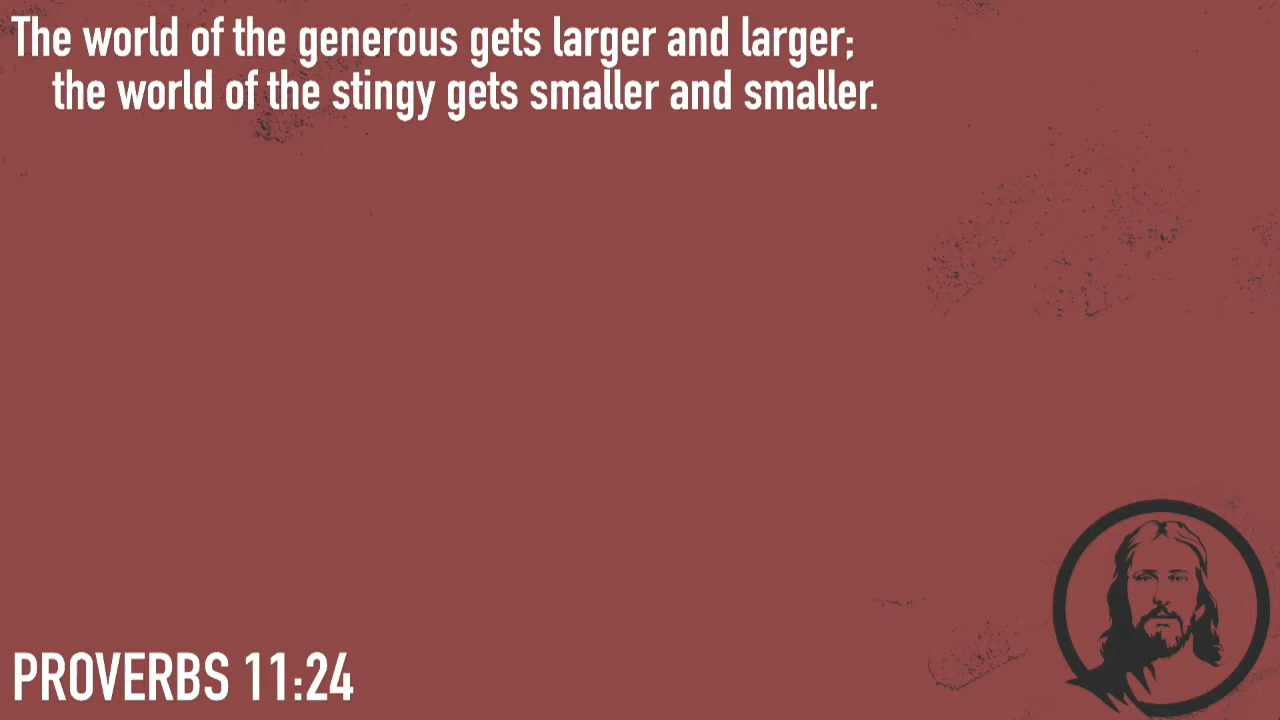 The world of the generous gets larger and larger;
the world of the stingy gets smaller and smaller.
PROVERBS 11:24